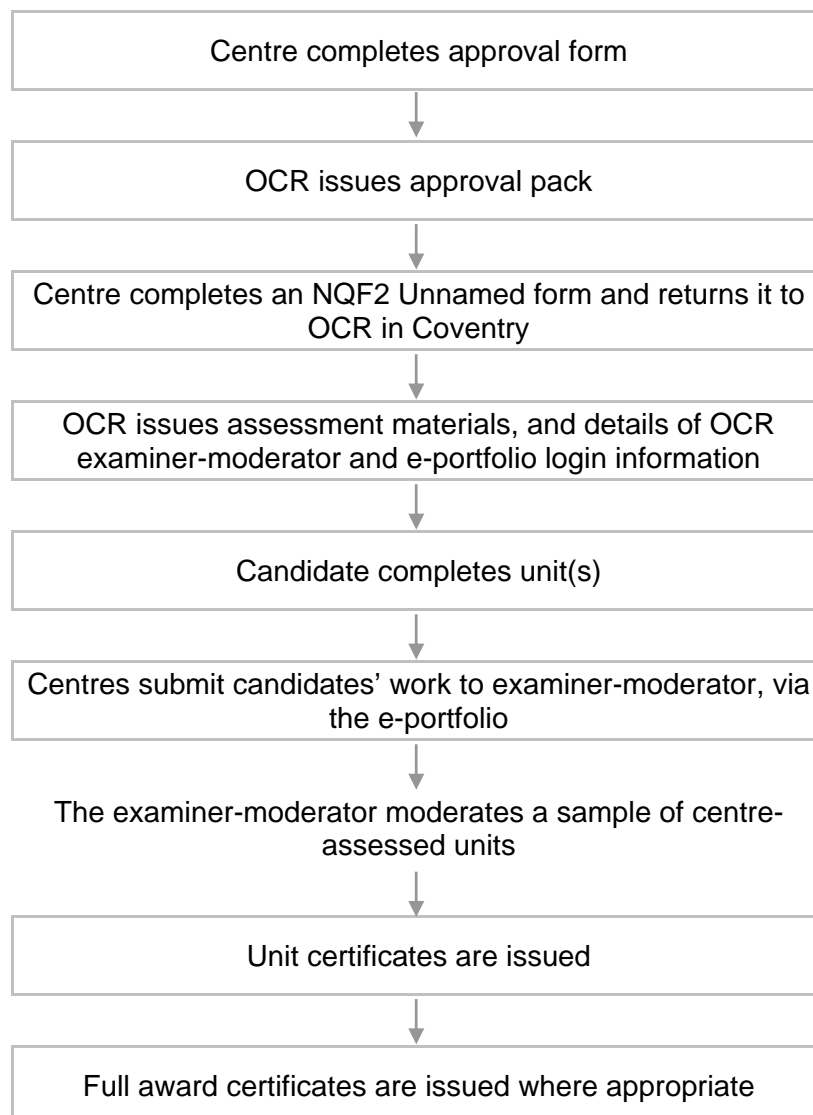 Centre completes approval form
OCR issues approval pack
Centre completes an NQF2 Unnamed form and returns it to
OCR in Coventry
OCR issues assessment materials, and details of OCR
examiner-moderator and e-portfolio login information
Candidate completes unit(s)
Centres submit candidates’ work to examiner-moderator, via
the e-portfolio
The examiner-moderator moderates a sample of centre-
assessed units
Unit certificates are issued
Full award certificates are issued where appropriate